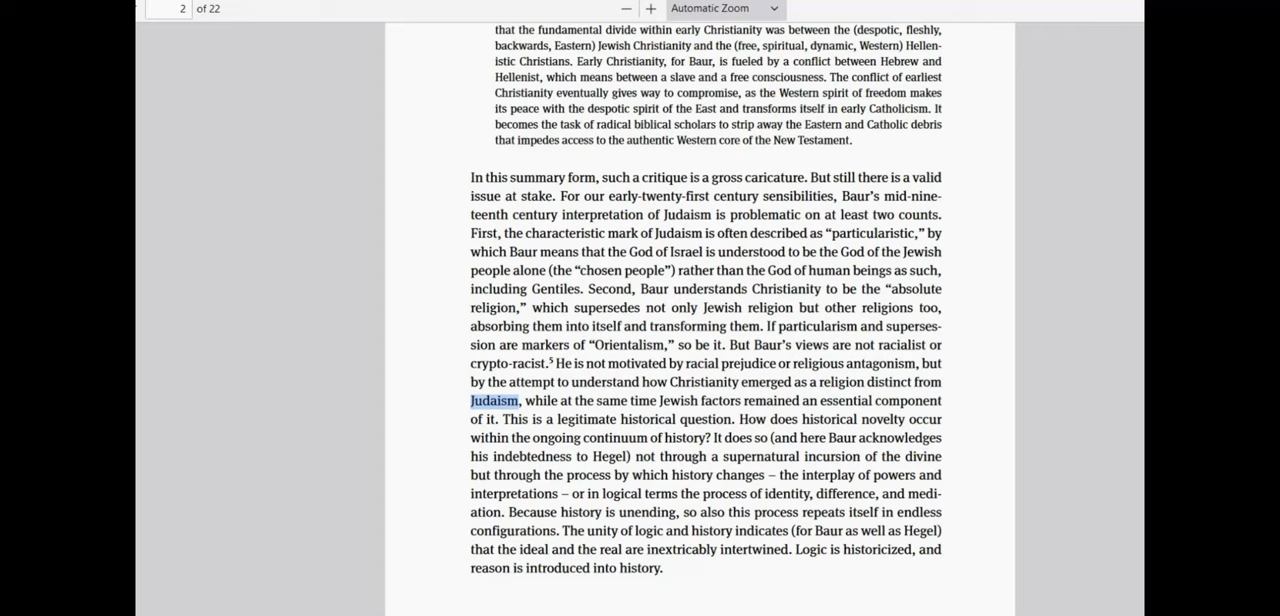 2 of 22
Automatic Zoom
that the fundamental divide within early Christianity was between the (despotic, fleshly,
backwards, Eastern) Jewish Christianity and the (free, spiritual, dynamic, Western) Hellen-
istic Christians. Early Christianity, for Baur, is fueled by a conflict between Hebrew and
Hellenist, which means between a slave and a free consciousness. The conflict of earliest
Christianity eventually gives way to compromise, as the Western spirit of freedom makes
its peace with the despotic spirit of the East and transforms itself in early Catholicism. It
becomes the task of radical biblical scholars to strip away the Eastern and Catholic debris
that impedes access to the authentic Western core of the New Testament.
In this summary form, such a critique is a gross caricature. But still there is a valid
issue at stake. For our early-twenty-first century sensibilities, Baur’s mid-nine-
teenth century interpretation of Judaism is problematic on at least two counts.
First, the characteristic mark of Judaism is often described as “particularistic,” by
which Baur means that the God of Israel is understood to be the God of the Jewish
people alone (the “chosen people”) rather than the God of human beings as such,
including Gentiles. Second, Baur understands Christianity to be the “absolute
religion,” which supersedes not only Jewish religion but other religions too,
absorbing them into itself and transforming them. If particularism and superses-
sion are markers of “Orientalism,” so be it. But Baur’s views are not racialist or
crypto-racist.⁵ He is not motivated by racial prejudice or religious antagonism, but
by the attempt to understand how Christianity emerged as a religion distinct from
Judaism, while at the same time Jewish factors remained an essential component
of it. This is a legitimate historical question. How does historical novelty occur
within the ongoing continuum of history? It does so (and here Baur acknowledges
his indebtedness to Hegel) not through a supernatural incursion of the divine
but through the process by which history changes – the interplay of powers and
interpretations – or in logical terms the process of identity, difference, and medi-
ation. Because history is unending, so also this process repeats itself in endless
configurations. The unity of logic and history indicates (for Baur as well as Hegel)
that the ideal and the real are inextricably intertwined. Logic is historicized, and
reason is introduced into history.